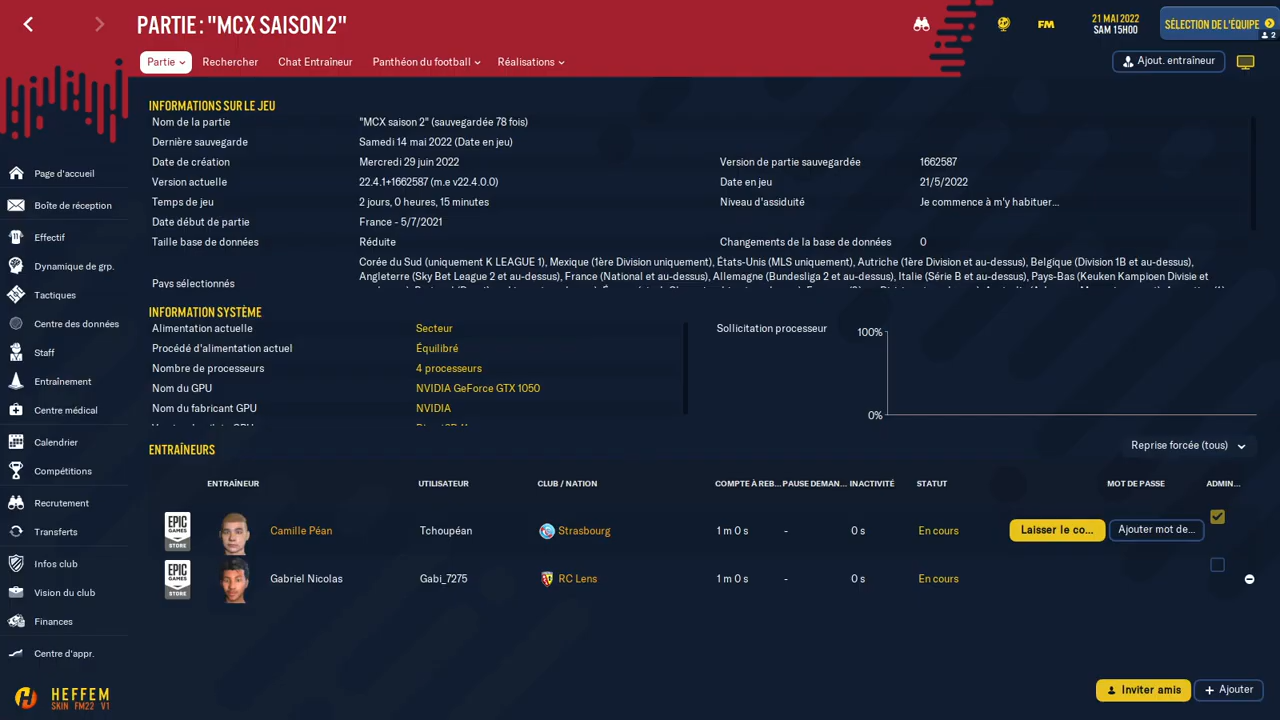 PARTIE : "MCX SAISON 2"
FM
21 MAI 2022
SAM 15H00
SÉLECTION DE L'ÉQUIPE
2
Partie
Rechercher
Chat Entraîneur
Panthéon du football
Réalisations
Ajout. entraîneur
Page d'accueil
Boîte de réception
Effectif
Dynamique de grp.
Tactiques
Centre des données
Staff
Entraînement
Centre médical
Calendrier
Compétitions
Recrutement
Transferts
Infos club
Vision du club
Finances
Centre d'appr.
HEFFEM
SKIN FM22 V1
INFORMATIONS SUR LE JEU
Nom de la partie "MCX saison 2" (sauvegardée 78 fois)
Dernière sauvegarde Samedi 14 mai 2022 (Date en jeu)
Date de création Mercredi 29 juin 2022 Version de partie sauvegardée 1662587
Version actuelle 22.4.1+1662587 (m.e v22.4.0.0) Date en jeu 21/5/2022
Temps de jeu 2 jours, 0 heures, 15 minutes Niveau d'assiduité Je commence à m'y habituer...
Date début de partie France - 5/7/2021
Taille base de données Réduite Changements de la base de données 0
Pays sélectionnés
Corée du Sud (uniquement K LEAGUE 1), Mexique (1ère Division uniquement), États-Unis (MLS uniquement), Autriche (1ère Division et au-dessus), Belgique (Division 1B et au-dessus),
Angleterre (Sky Bet League 2 et au-dessus), France (National et au-dessus), Allemagne (Bundesliga 2 et au-dessus), Italie (Série B et au-dessus), Pays-Bas (Keuken Kampioen Divisie et
INFORMATION SYSTÈME
Alimentation actuelle Secteur
Procédé d'alimentation actuel Équilibré
Nombre de processeurs 4 processeurs
Nom du GPU NVIDIA GeForce GTX 1050
Nom du fabricant GPU NVIDIA
Sollicitation processeur
100%
0%
ENTRAÎNEURS
Reprise forcée (tous)
ENTRAÎNEUR UTILISATEUR CLUB / NATION COMPTE À REB... PAUSE DEMAN... INACTIVITÉ STATUT MOT DE PASSE ADMIN...
EPIC GAMES STORE Camille Péan Tchoupéan Strasbourg 1 m 0 s - 0 s En cours Laisser le co... Ajouter mot de...
EPIC GAMES STORE Gabriel Nicolas Gabi_7275 RC Lens 1 m 0 s - 0 s En cours
Inviter amis
Ajouter